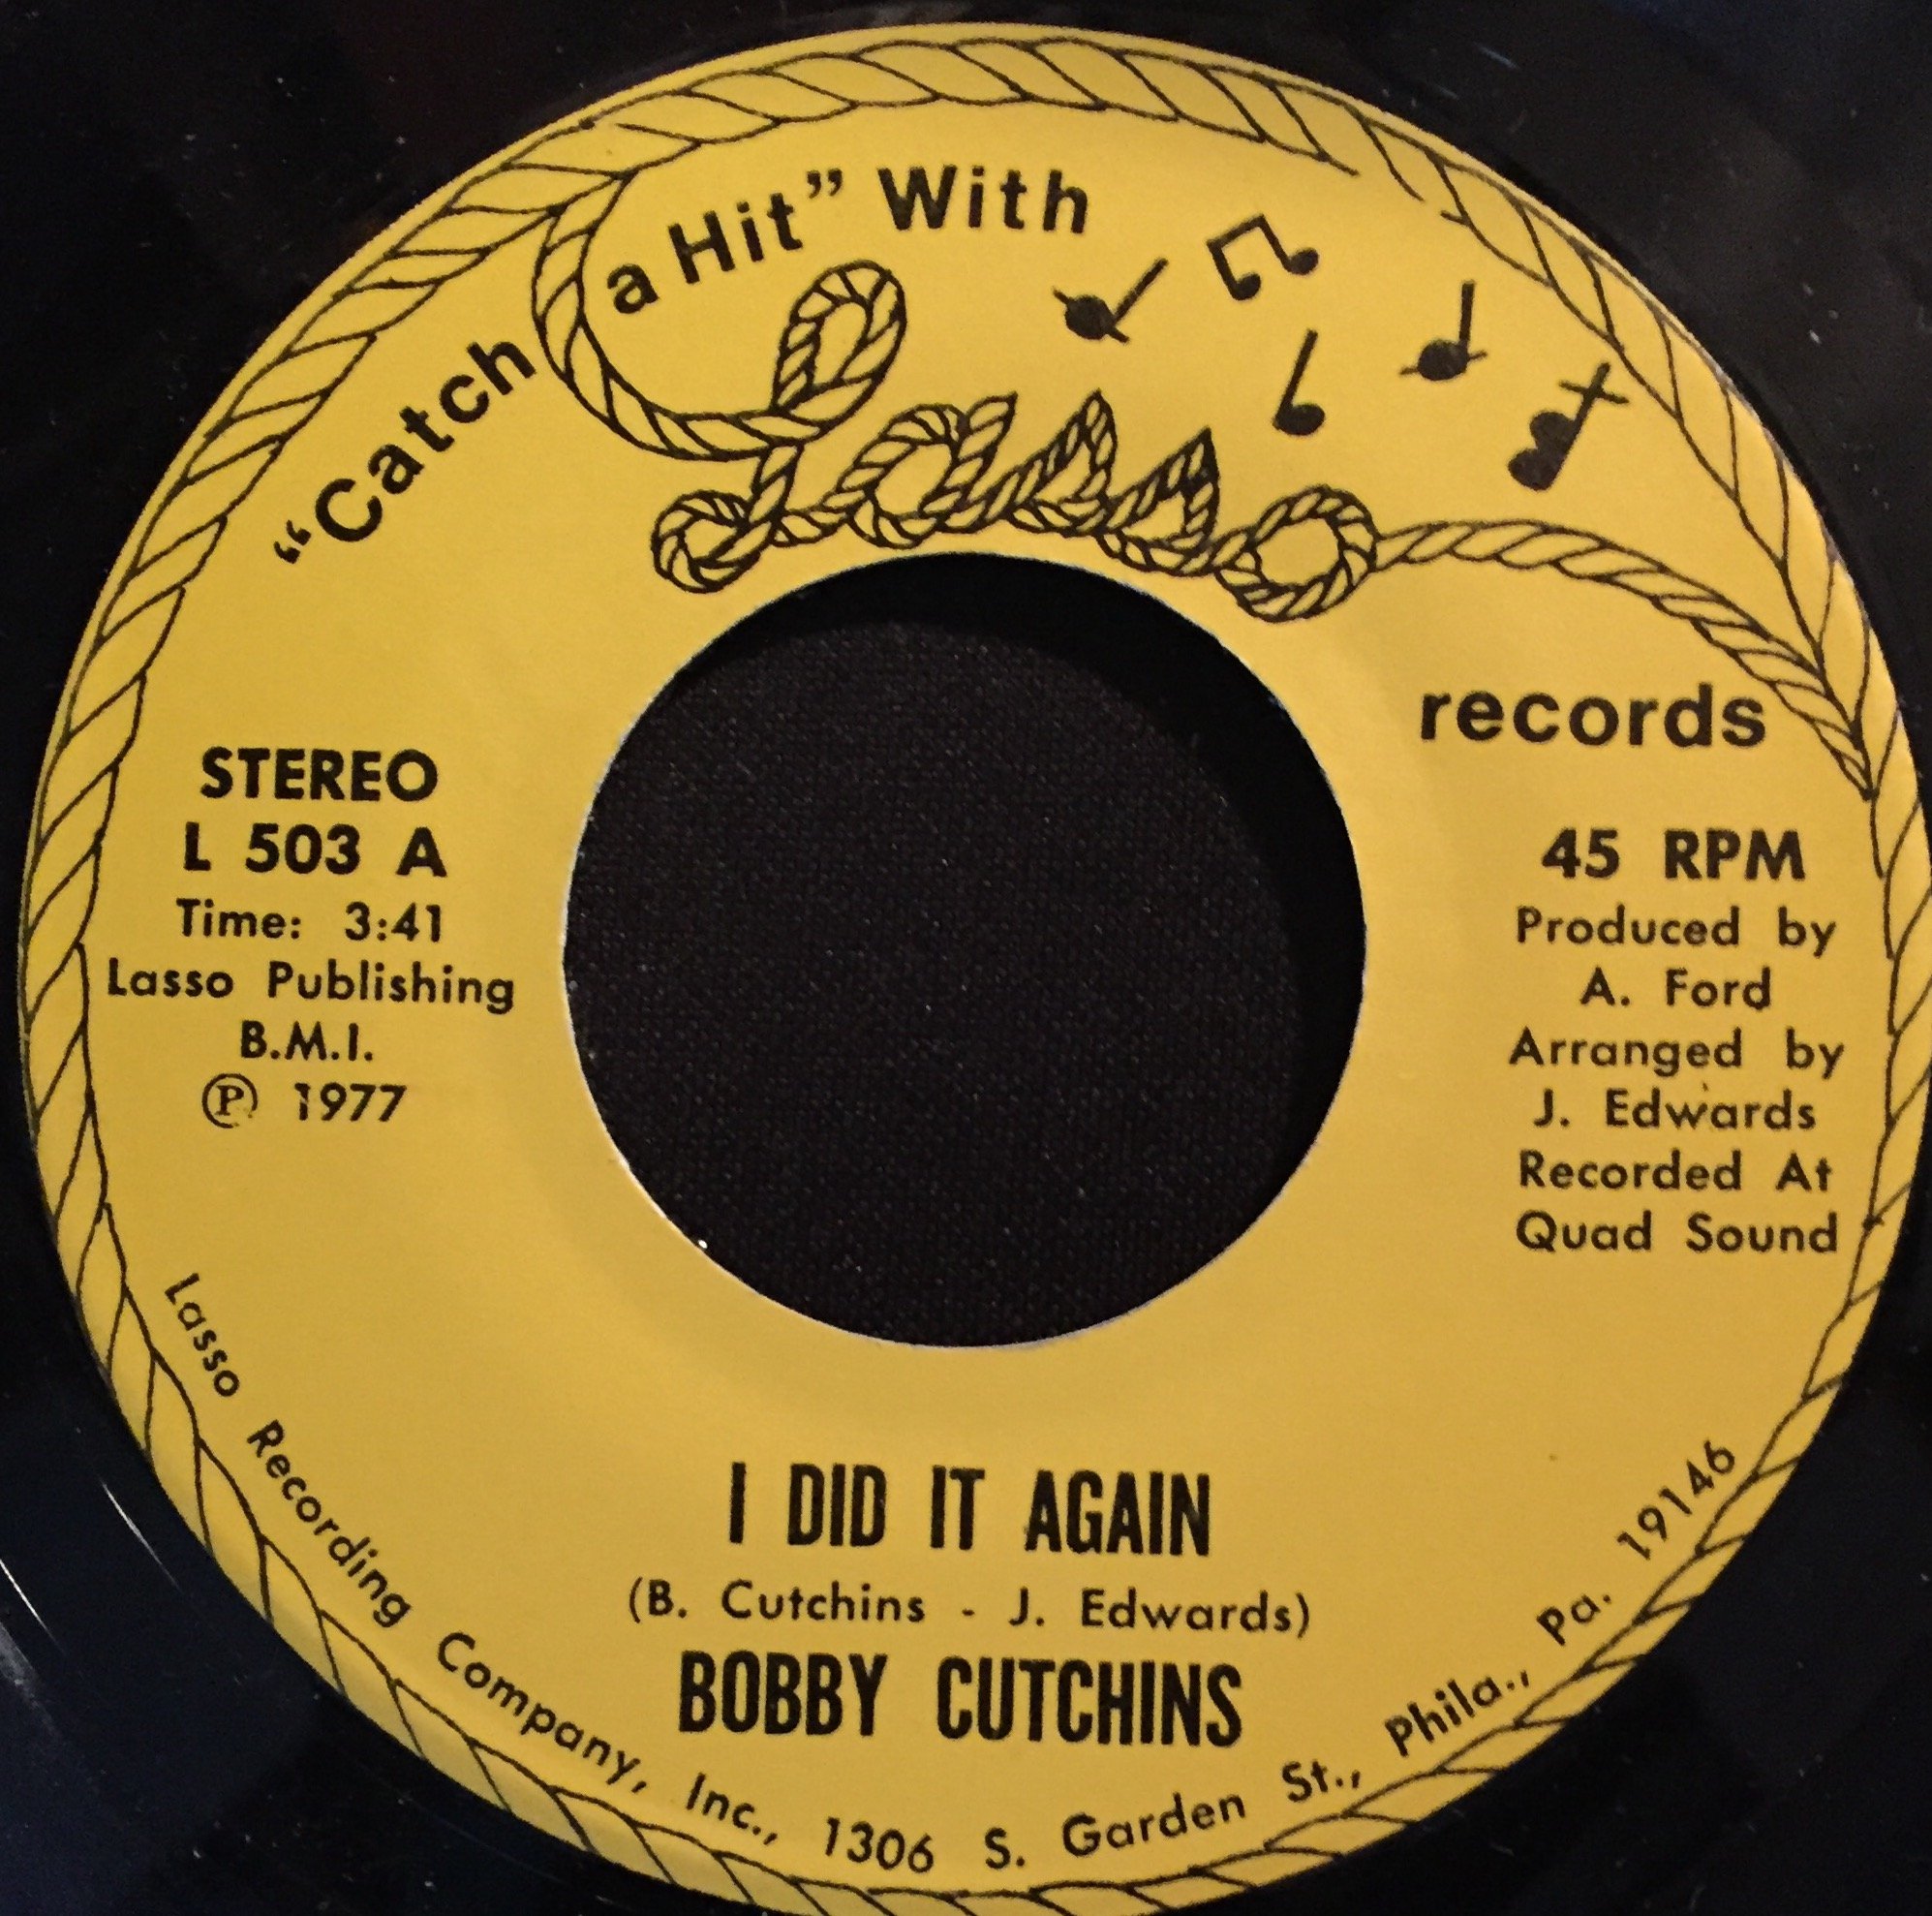 “Catch a Hit” With
Lasso
records
STEREO
L 503 A
Time: 3:41
Lasso Publishing
B.M.I.
Ⓟ 1977
45 RPM
Produced by
A. Ford
Arranged by
J. Edwards
Recorded At
Quad Sound
I DID IT AGAIN
(B. Cutchins - J. Edwards)
BOBBY CUTCHINS
Lasso Recording Company, Inc., 1306 S. Garden St., Phila., Pa. 19146